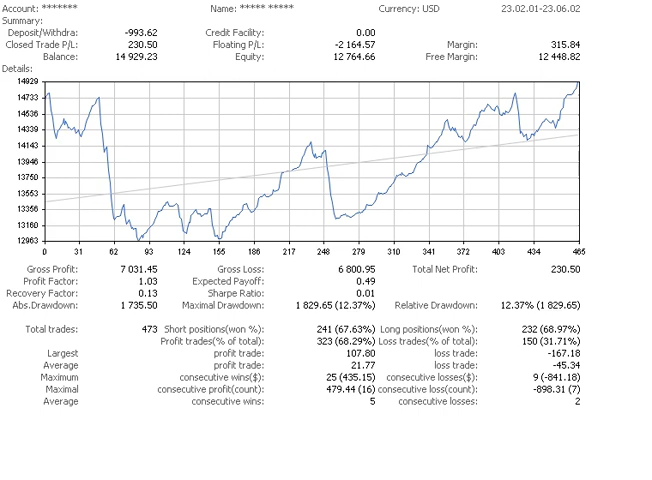 Account: ******* Name: ***** ***** Currency: USD 23.02.01-23.06.02
Summary:
Deposit/Withdra: -993.62 Credit Facility: 0.00
Closed Trade P/L: 230.50 Floating P/L: -2 164.57 Margin: 315.84
Balance: 14 929.23 Equity: 12 764.66 Free Margin: 12 448.82
Details:
14929
14733
14536
14339
14143
13946
13750
13553
13356
13160
12963
0 31 62 93 124 155 186 217 248 279 310 341 372 403 434 465
Gross Profit: 7 031.45 Gross Loss: 6 800.95 Total Net Profit: 230.50
Profit Factor: 1.03 Expected Payoff: 0.49
Recovery Factor: 0.13 Sharpe Ratio: 0.01
Abs.Drawdown: 1 735.50 Maximal Drawdown: 1 829.65 (12.37%) Relative Drawdown: 12.37% (1 829.65)
Total trades: 473 Short positions(won %): 241 (67.63%) Long positions(won %): 232 (68.97%)
Profit trades(% of total): 323 (68.29%) Loss trades(% of total): 150 (31.71%)
Largest profit trade: 107.80 loss trade: -167.18
Average profit trade: 21.77 loss trade: -45.34
Maximum consecutive wins($): 25 (435.15) consecutive losses($): 9 (-841.18)
Maximal consecutive profit(count): 479.44 (16) consecutive loss(count): -898.31 (7)
Average consecutive wins: 5 consecutive losses: 2